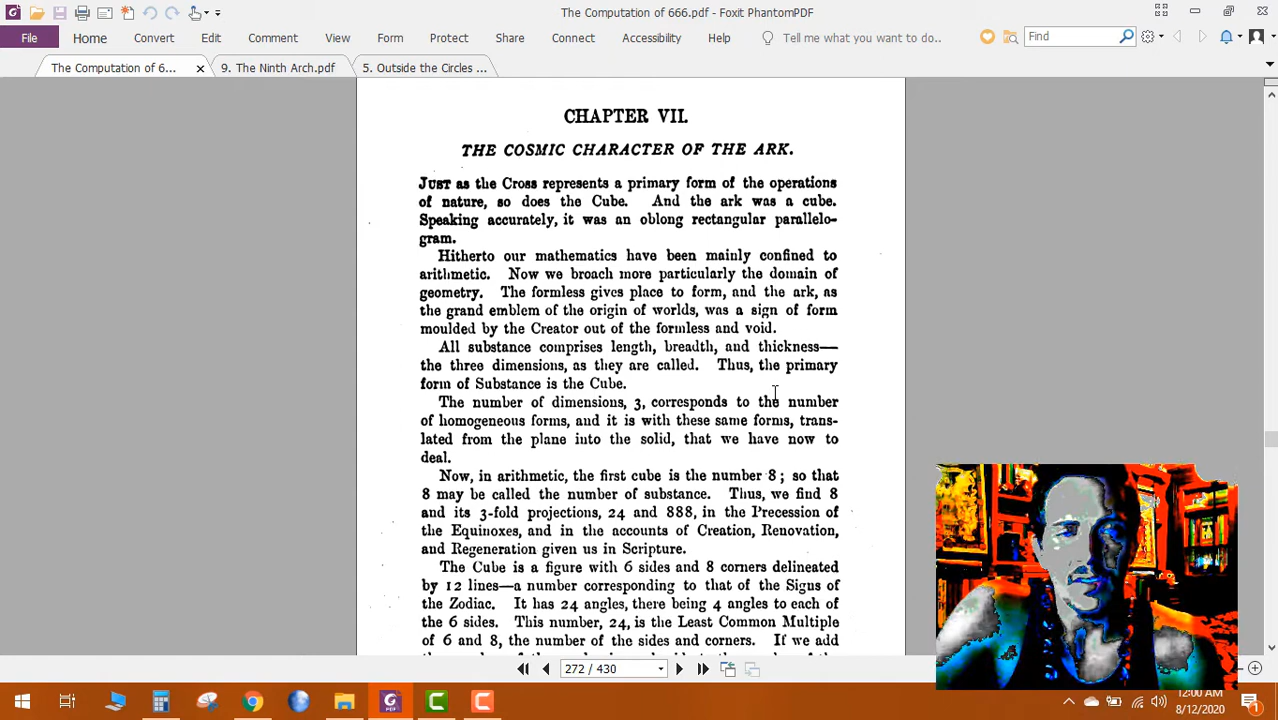 The Computation of 666.pdf - Foxit PhantomPDF
File Home Convert Edit Comment View Form Protect Share Connect Accessibility Help Tell me what you want to do.. Find
The Computation of 6... 9. The Ninth Arch.pdf 5. Outside the Circles ...
CHAPTER VII.
THE COSMIC CHARACTER OF THE ARK.
JUST as the Cross represents a primary form of the operations
of nature, so does the Cube. And the ark was a cube.
Speaking accurately, it was an oblong rectangular parallelo-
gram.
Hitherto our mathematics have been mainly confined to
arithmetic. Now we broach more particularly the domain of
geometry. The formless gives place to form, and the ark, as
the grand emblem of the origin of worlds, was a sign of form
moulded by the Creator out of the formless and void.
All substance comprises length, breadth, and thickness—
the three dimensions, as they are called. Thus, the primary
form of Substance is the Cube.
The number of dimensions, 3, corresponds to the number
of homogeneous forms, and it is with these same forms, trans-
lated from the plane into the solid, that we have now to
deal.
Now, in arithmetic, the first cube is the number 8; so that
8 may be called the number of substance. Thus, we find 8
and its 3-fold projections, 24 and 888, in the Precession of
the Equinoxes, and in the accounts of Creation, Renovation,
and Regeneration given us in Scripture.
The Cube is a figure with 6 sides and 8 corners delineated
by 12 lines—a number corresponding to that of the Signs of
the Zodiac. It has 24 angles, there being 4 angles to each of
the 6 sides. This number, 24, is the Least Common Multiple
of 6 and 8, the number of the sides and corners. If we add
272 / 430
12:00 AM
8/12/2020